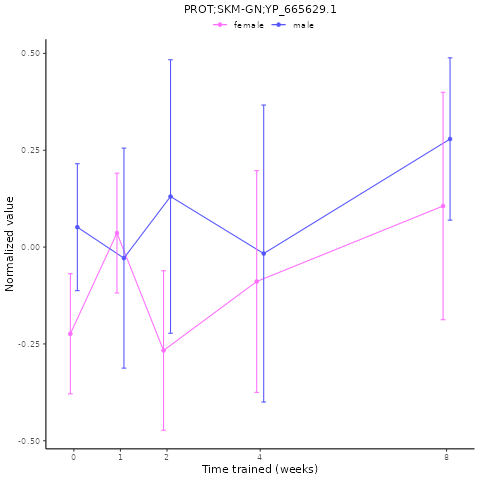 PROT;SKM-GN;YP_665629.1
female male
0.50
0.25
0.00
-0.25
-0.50
Normalized value
0 1 2 4 8
Time trained (weeks)